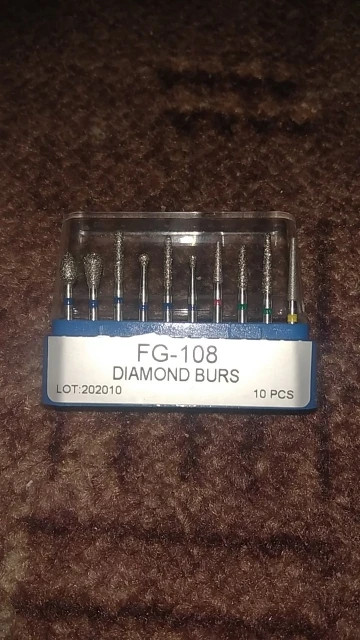 FG-108
DIAMOND BURS
LOT:202010
10 PCS